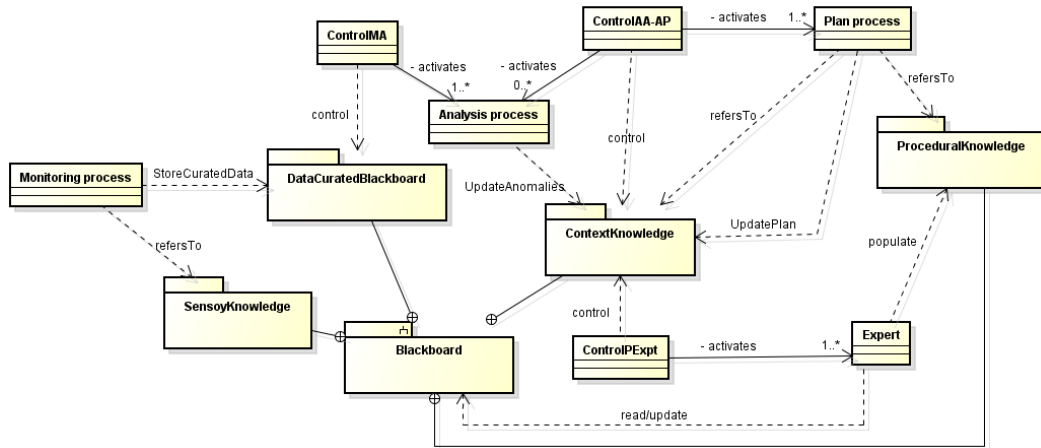 ControlMA
ControlAA-AP
- activates
1..*
Plan process
- activates
- activates
refersTo
1..*
0..*
control
Analysis process
control
refersTo
ProceduralKnowledge
Monitoring process
StoreCuratedData
DataCuratedBlackboard
UpdateAnomalies
ContextKnowledge
UpdatePlan
refersTo
populate
SensoyKnowledge
control
Blackboard
ControlPExpt
- activates
1..*
Expert
read/update